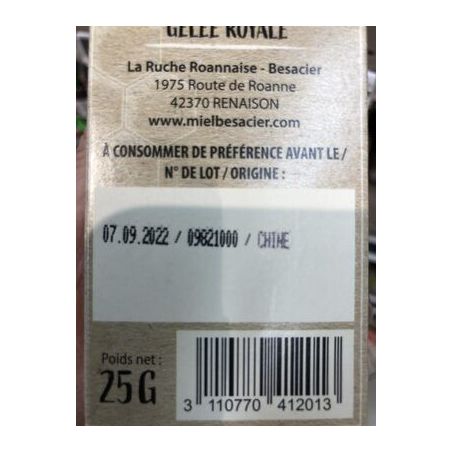 GELÉE ROYALE
La Ruche Roannaise - Besacier
1975 Route de Roanne
42370 RENAISON
www.mielbesacier.com
À CONSOMMER DE PRÉFÉRENCE AVANT LE /
N° DE LOT / ORIGINE :
07.09.2022 / 09821000 / CHINE
Poids net :
25G
3 110770 412013